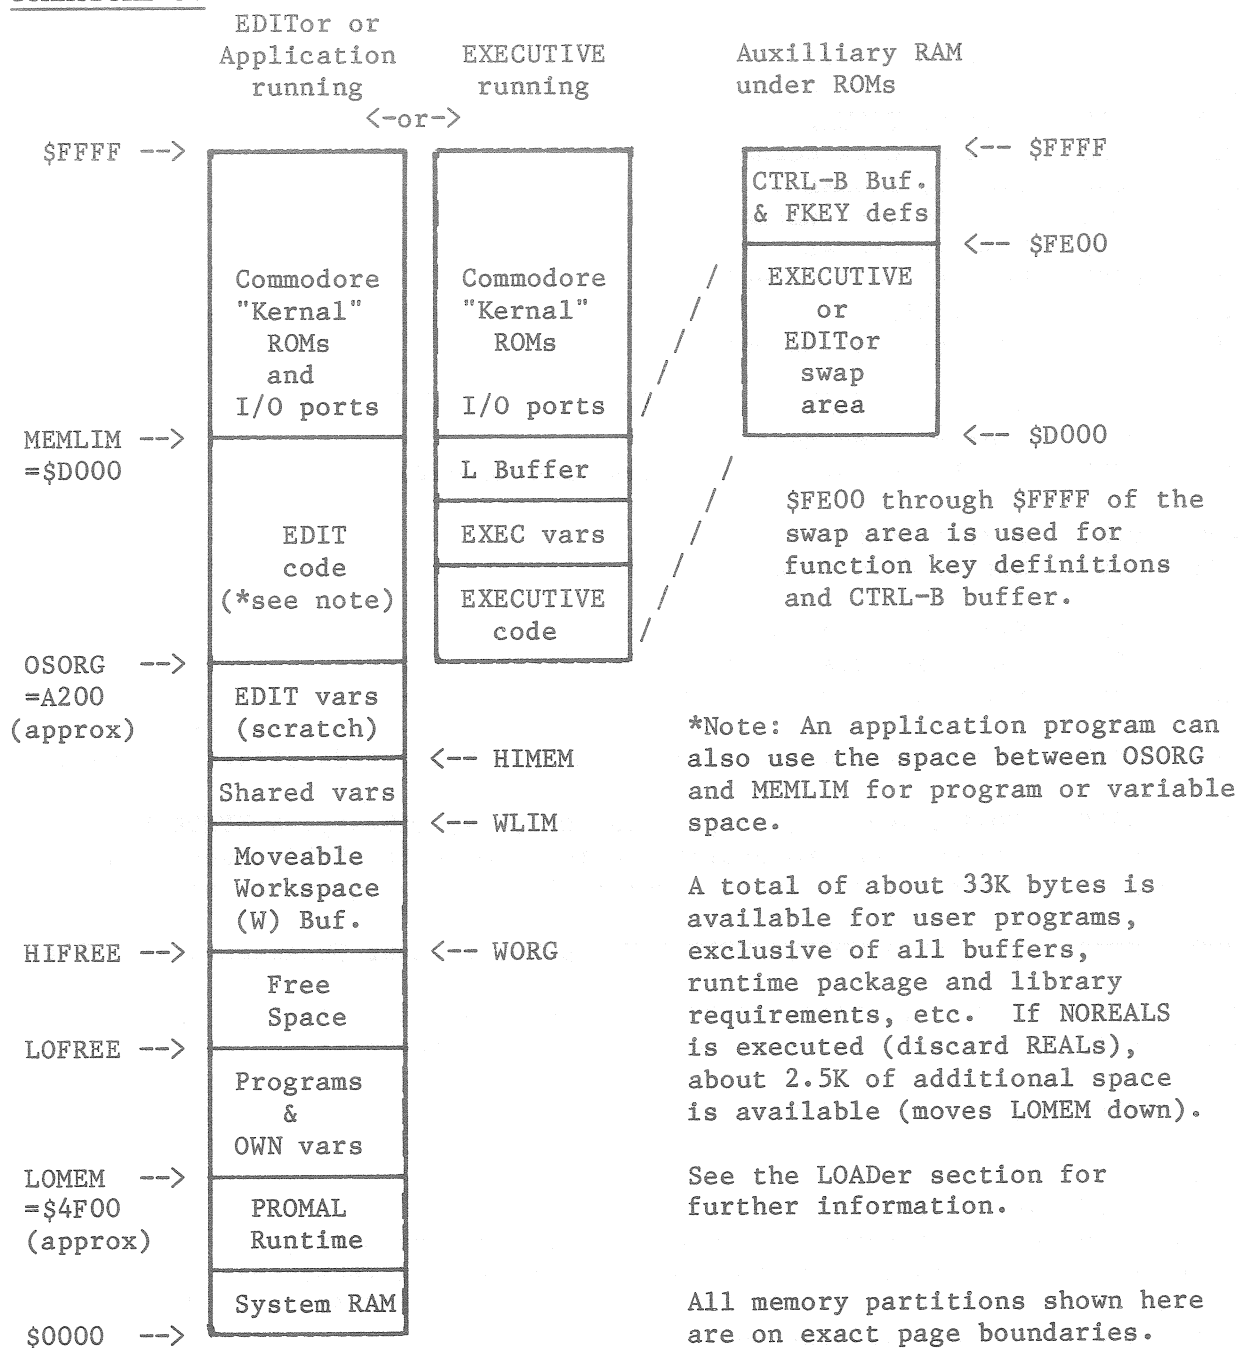 EDITor or
Application
running
EXECUTIVE
running
Auxilliary RAM
under ROMs
<-or->
$FFFF -->
Commodore
"Kernal"
ROMs
and
I/O ports
Commodore
"Kernal"
ROMs
I/O ports
<-- $FFFF
CTRL-B Buf.
& FKEY defs
<-- $FE00
EXECUTIVE
or
EDITor
swap
area
<-- $D000
MEMLIM -->
=$D000
L Buffer
EXEC vars
EXECUTIVE
code
EDIT
code
(*see note)
$FE00 through $FFFF of the
swap area is used for
function key definitions
and CTRL-B buffer.
OSORG -->
=A200
(approx)
EDIT vars
(scratch)
<-- HIMEM
Shared vars
<-- WLIM
Moveable
Workspace
(W) Buf.
HIFREE -->
<-- WORG
Free
Space
LOFREE -->
Programs
&
OWN vars
LOMEM -->
=$4F00
(approx)
PROMAL
Runtime
System RAM
$0000 -->
*Note: An application program can
also use the space between OSORG
and MEMLIM for program or variable
space.
A total of about 33K bytes is
available for user programs,
exclusive of all buffers,
runtime package and library
requirements, etc. If NOREALS
is executed (discard REALs),
about 2.5K of additional space
is available (moves LOMEM down).
See the LOADer section for
further information.
All memory partitions shown here
are on exact page boundaries.